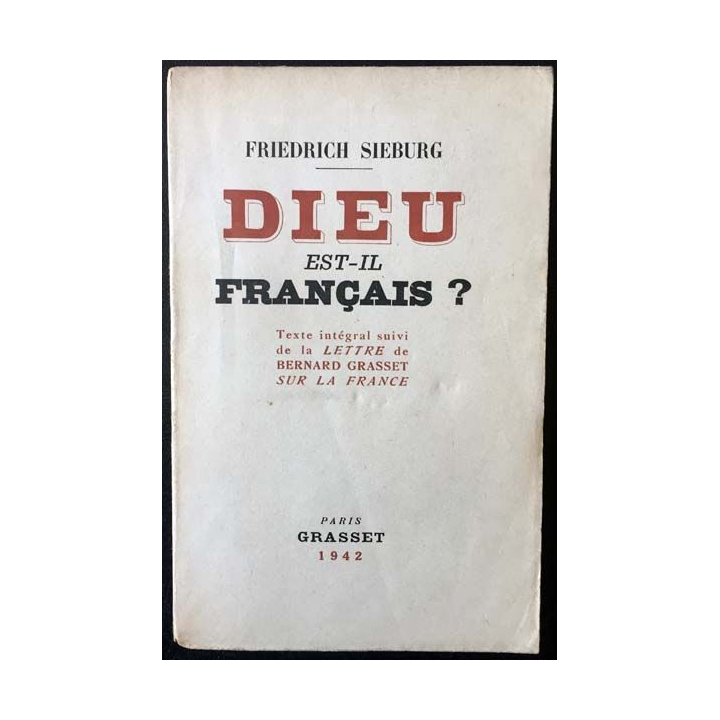 FRIEDRICH SIEBURG
DIEU
EST-IL
FRANÇAIS ?
Texte intégral suivi
de la LETTRE de
BERNARD GRASSET
SUR LA FRANCE
PARIS
GRASSET
1942